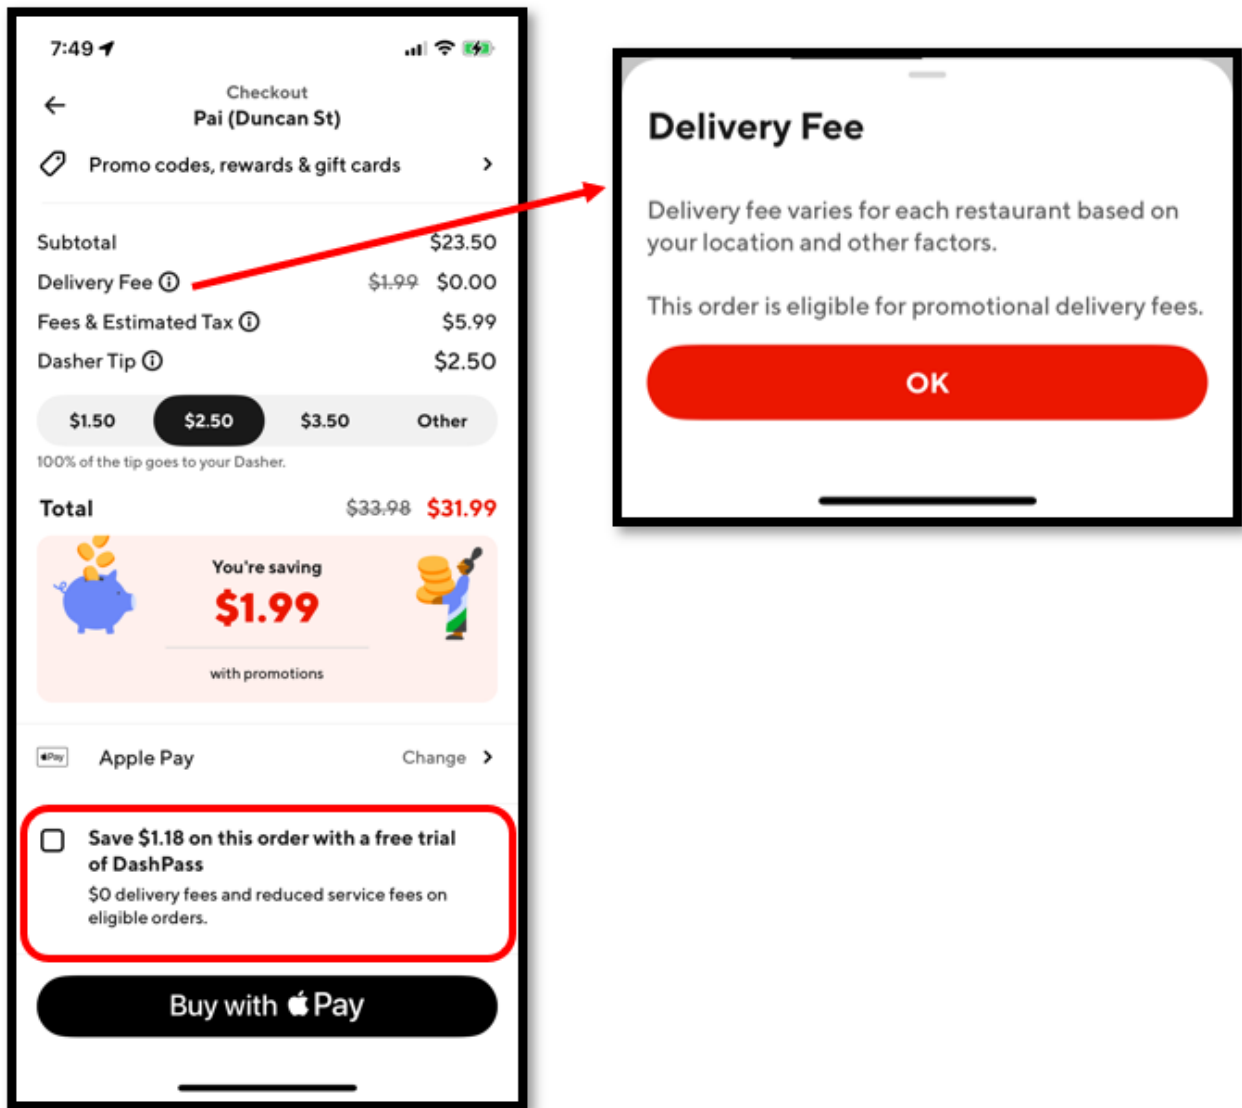 7:49
Checkout
Pai (Duncan St)
Promo codes, rewards & gift cards
Subtotal $23.50
Delivery Fee $1.99 $0.00
Fees & Estimated Tax $5.99
Dasher Tip $2.50
$1.50 $2.50 $3.50 Other
100% of the tip goes to your Dasher.
Total $33.98 $31.99
You're saving
$1.99
with promotions
Pay Apple Pay Change
Save $1.18 on this order with a free trial
of DashPass
$0 delivery fees and reduced service fees on
eligible orders.
Buy with Pay
Delivery Fee
Delivery fee varies for each restaurant based on
your location and other factors.
This order is eligible for promotional delivery fees.
OK